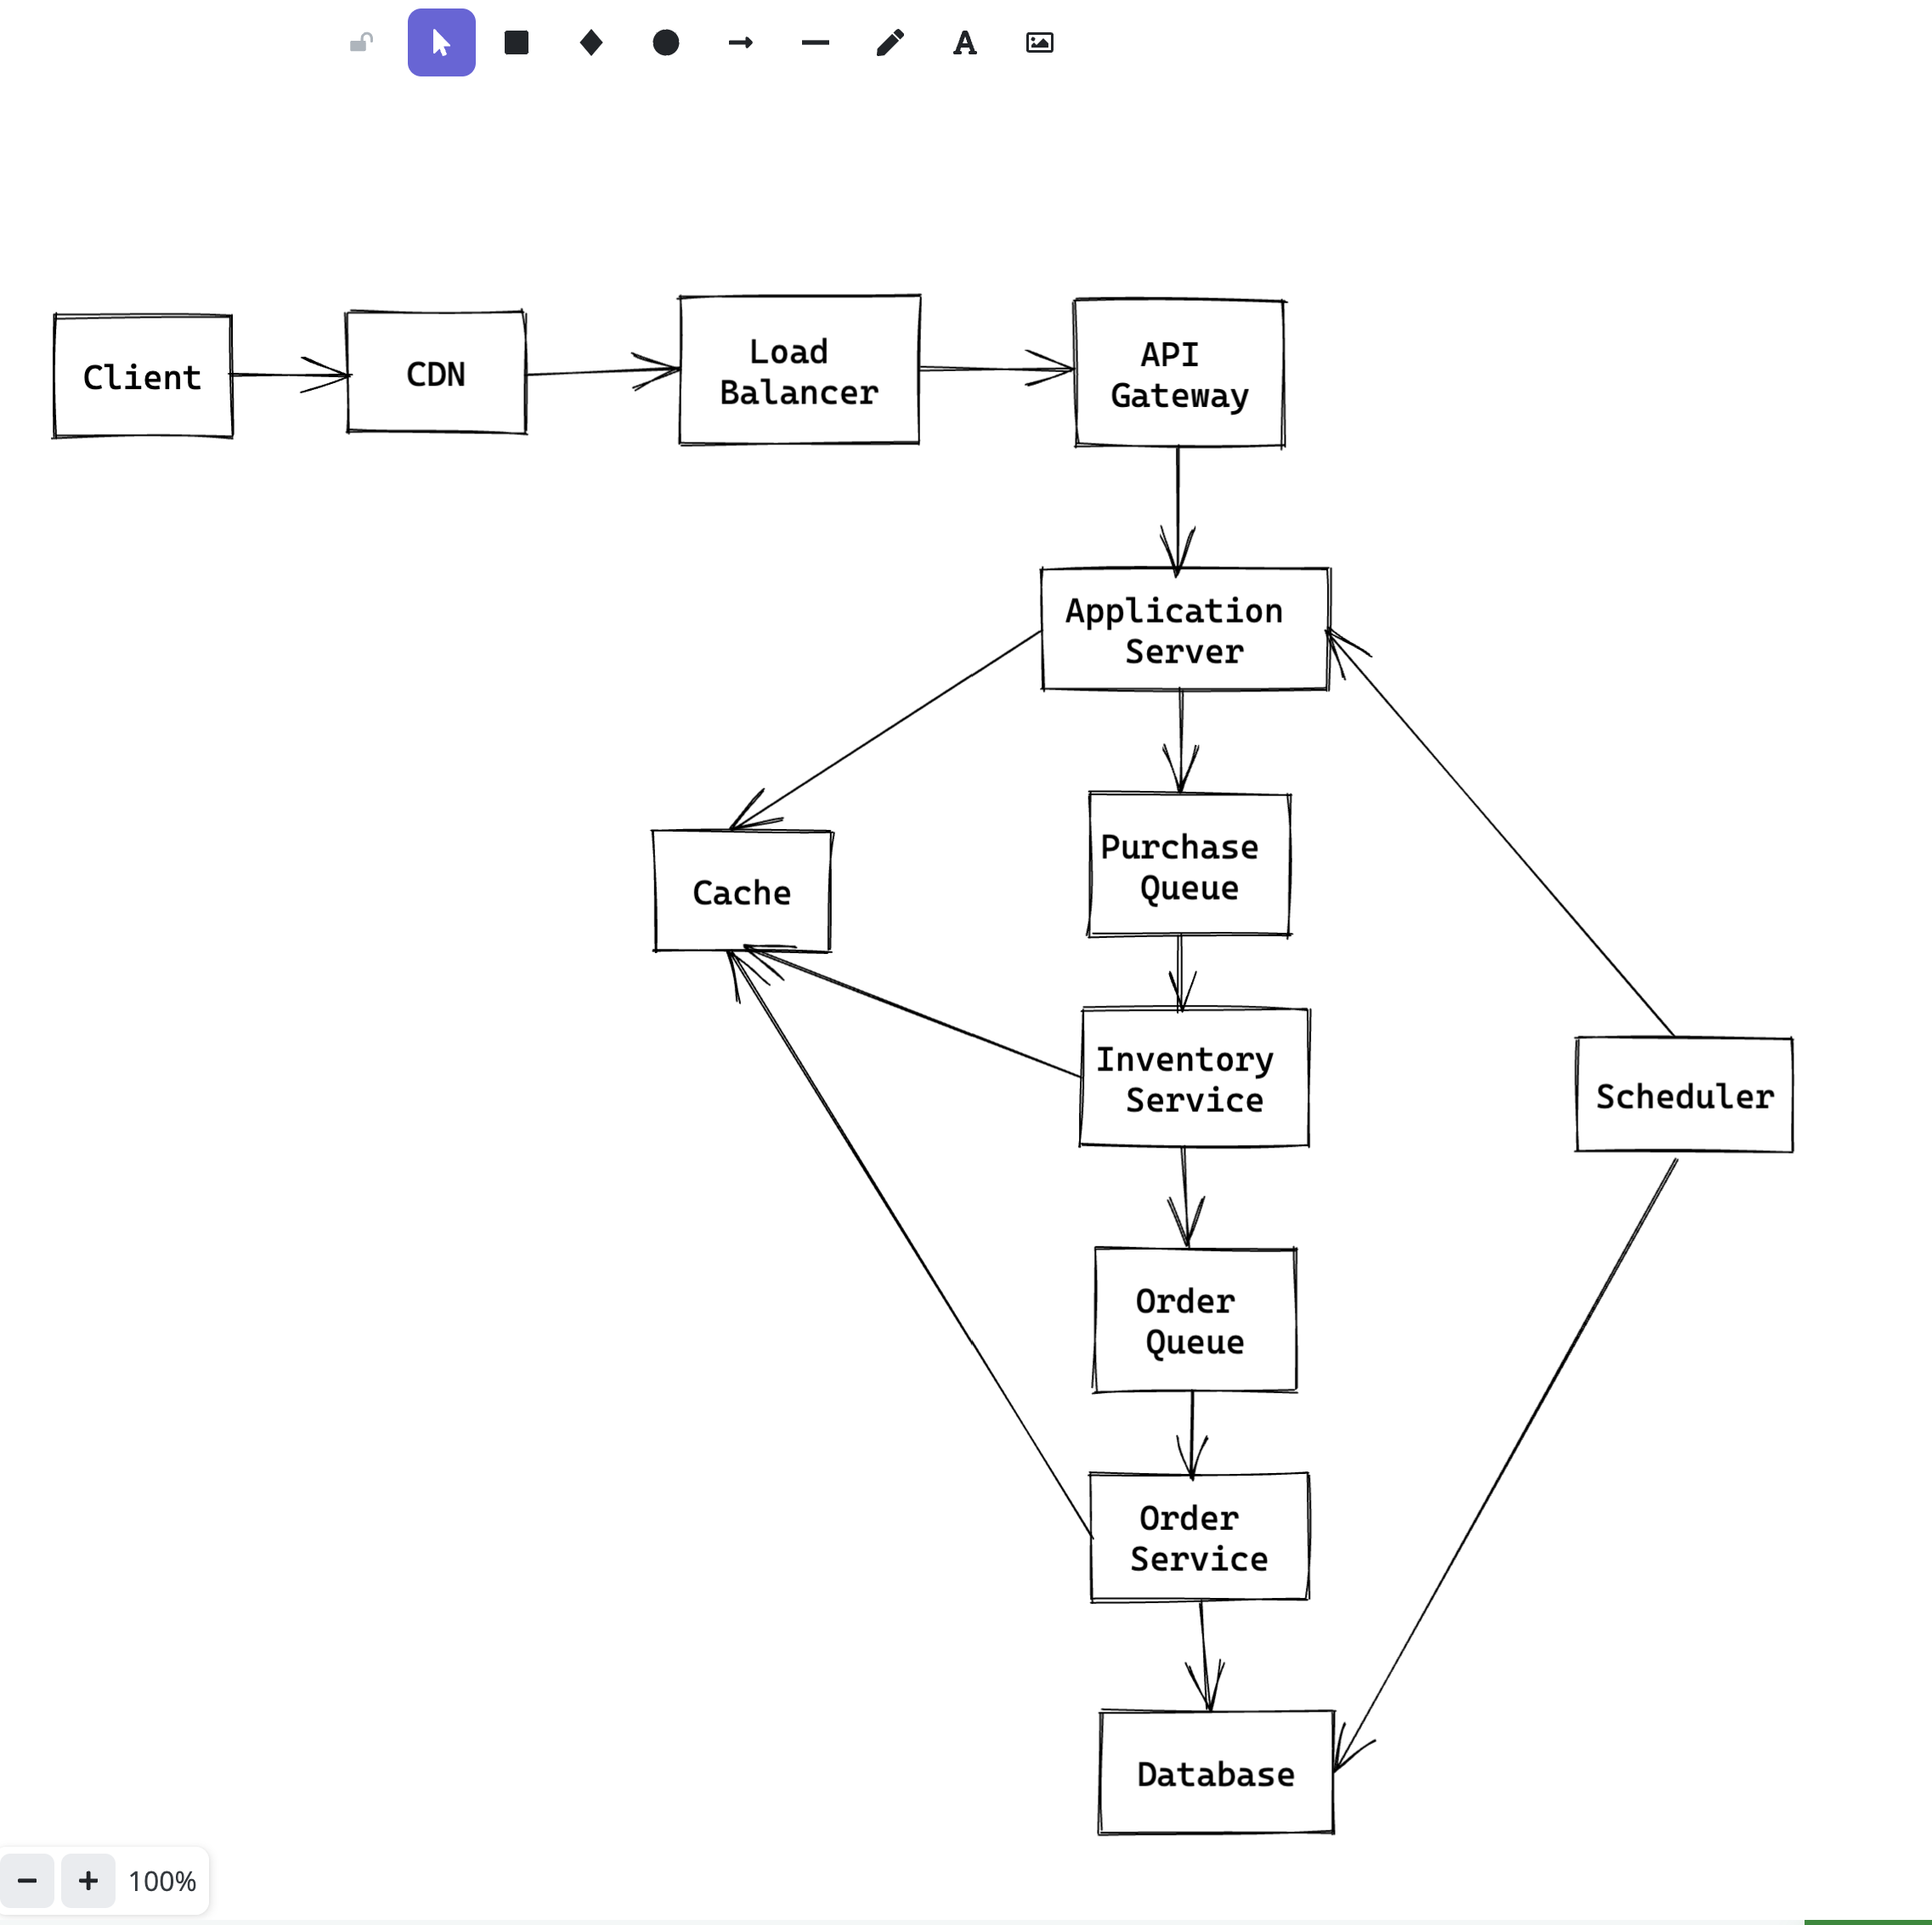 A
Client
CDN
Load
Balancer
API
Gateway
Application
Server
Cache
Purchase
Queue
Inventory
Service
Scheduler
Order
Queue
Order
Service
Database
100%